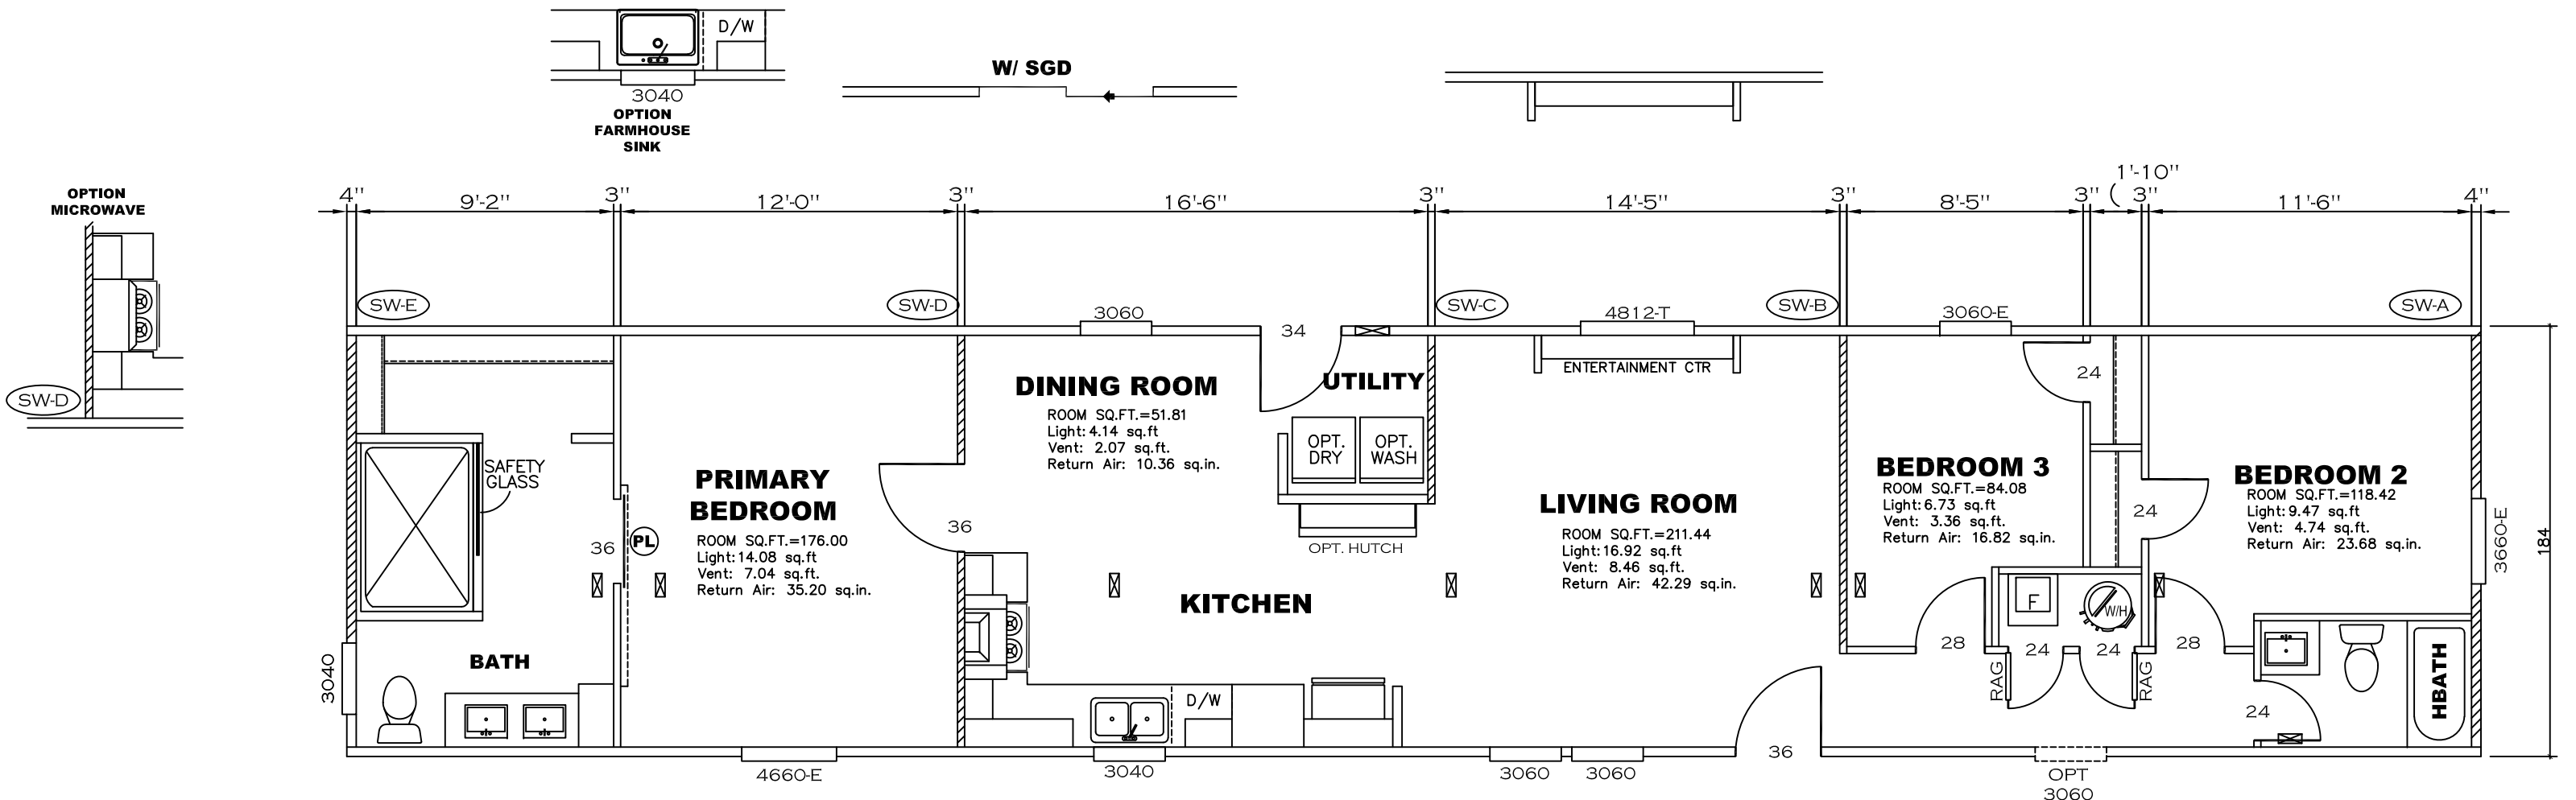 D/W
3040
OPTION
FARMHOUSE
SINK
W/ SGD
OPTION
MICROWAVE
SW-D
4" 9'-2" 3" 12'-0" 3" 16'-6" 3" 14'-5" 3" 8'-5" 3" 1'-10" 3" 11'-6" 4"
SW-E
SW-D
3060
34
SW-C
4812-T
SW-B
3060-E
SW-A
ENTERTAINMENT CTR
24
UTILITY
DINING ROOM
ROOM SQ.FT.=51.81
Light: 4.14 sq.ft
Vent: 2.07 sq.ft.
Return Air: 10.36 sq.in.
OPT.
DRY
OPT.
WASH
OPT. HUTCH
SAFETY
GLASS
PRIMARY
BEDROOM
ROOM SQ.FT.=176.00
Light: 14.08 sq.ft
Vent: 7.04 sq.ft.
Return Air: 35.20 sq.in.
36
PL
36
LIVING ROOM
ROOM SQ.FT.=211.44
Light: 16.92 sq.ft
Vent: 8.46 sq.ft.
Return Air: 42.29 sq.in.
BEDROOM 3
ROOM SQ.FT.=84.08
Light: 6.73 sq.ft
Vent: 3.36 sq.ft.
Return Air: 16.82 sq.in.
24
BEDROOM 2
ROOM SQ.FT.=118.42
Light: 9.47 sq.ft
Vent: 4.74 sq.ft.
Return Air: 23.68 sq.in.
3660-E
184
KITCHEN
F
W/H
BATH
3040
28
24
24
28
RAG
RAG
D/W
24
HBATH
36
4660-E
3040
3060
3060
OPT
3060